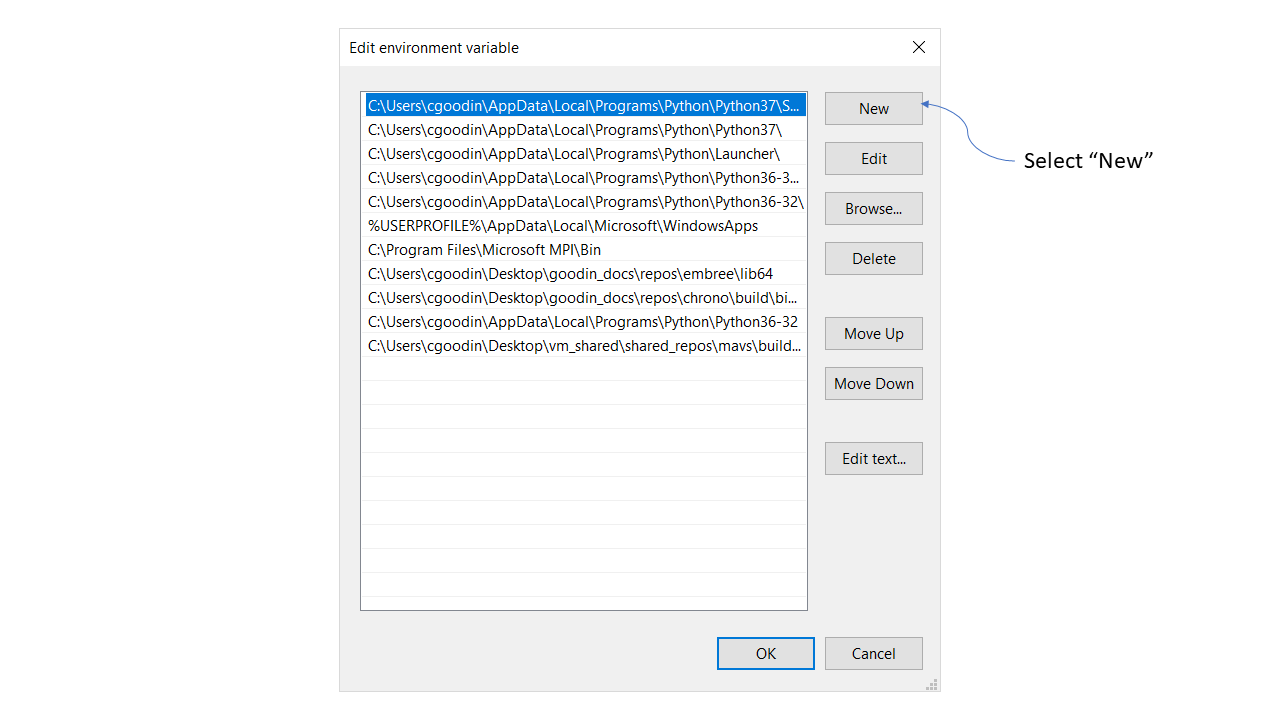 Edit environment variable
C:\Users\cgoodin\AppData\Local\Programs\Python\Python37\S...
C:\Users\cgoodin\AppData\Local\Programs\Python\Python37\
C:\Users\cgoodin\AppData\Local\Programs\Python\Launcher\
C:\Users\cgoodin\AppData\Local\Programs\Python\Python36-3...
C:\Users\cgoodin\AppData\Local\Programs\Python\Python36-32\
%USERPROFILE%\AppData\Local\Microsoft\WindowsApps
C:\Program Files\Microsoft MPI\Bin
C:\Users\cgoodin\Desktop\goodin_docs\repos\embree\lib64
C:\Users\cgoodin\Desktop\goodin_docs\repos\chrono\build\bi...
C:\Users\cgoodin\AppData\Local\Programs\Python\Python36-32
C:\Users\cgoodin\Desktop\vm_shared\shared_repos\mavs\build...
New
Edit
Browse...
Delete
Move Up
Move Down
Edit text...
OK
Cancel
Select “New”